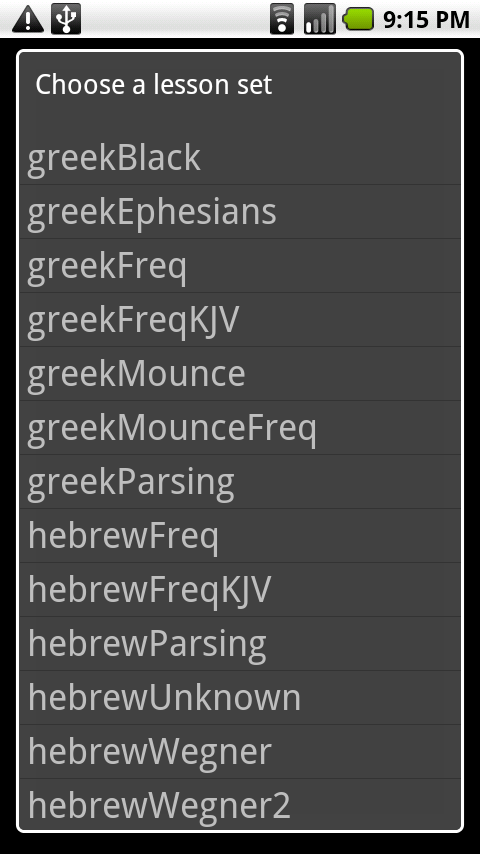 9:15 PM
Choose a lesson set
greekBlack
greekEphesians
greekFreq
greekFreqKJV
greekMounce
greekMounceFreq
greekParsing
hebrewFreq
hebrewFreqKJV
hebrewParsing
hebrewUnknown
hebrewWegner
hebrewWegner2